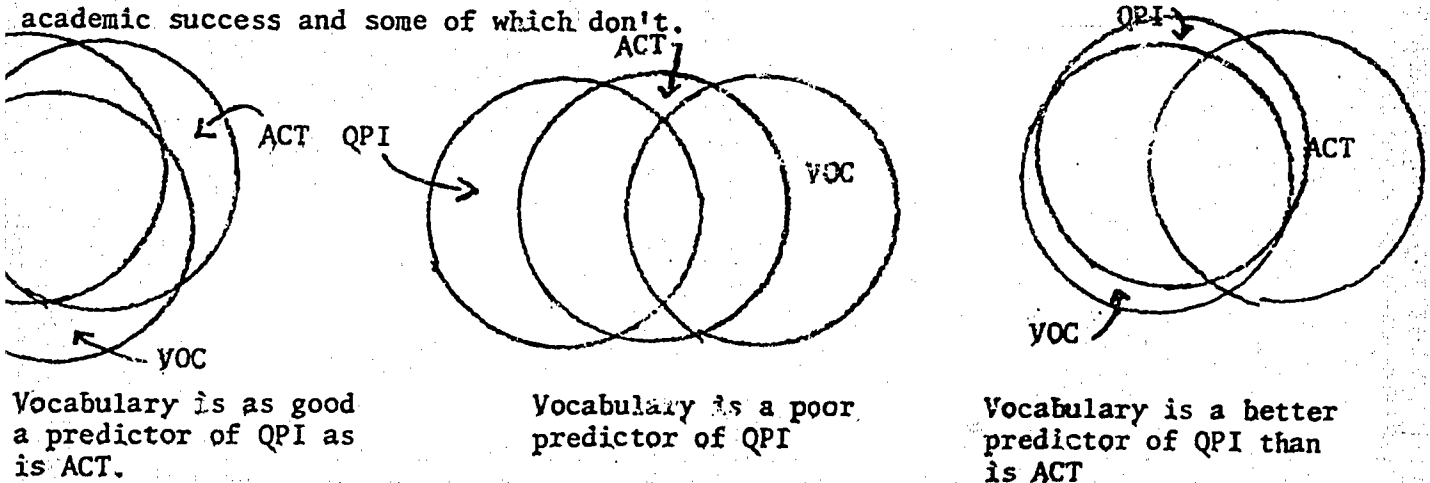 academic success and some of which don't.
ACT
QPI
ACT QPI
VOC
ACT
VOC
VOC
Vocabulary is as good
a predictor of QPI as
is ACT.
Vocabulary is a poor
predictor of QPI
Vocabulary is a better
predictor of QPI than
is ACT